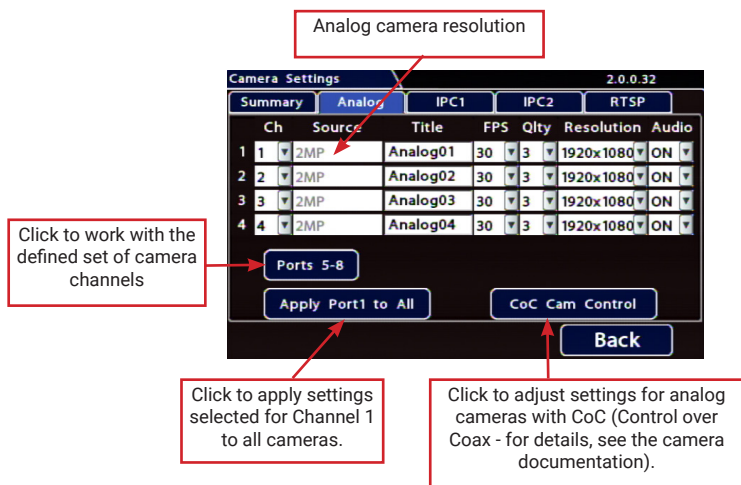 Analog camera resolution
Camera Settings 2.0.0.32
Summary Analog IPC1 IPC2 RTSP
Ch Source Title FPS Qlty Resolution Audio
1 1 2MP Analog01 30 3 1920x1080 ON
2 2 2MP Analog02 30 3 1920x1080 ON
3 3 2MP Analog03 30 3 1920x1080 ON
4 4 2MP Analog04 30 3 1920x1080 ON
Click to work with the
defined set of camera
channels
Ports 5-8
Apply Port1 to All CoC Cam Control
Back
Click to apply settings
selected for Channel 1
to all cameras.
Click to adjust settings for analog
cameras with CoC (Control over
Coax - for details, see the camera
documentation).